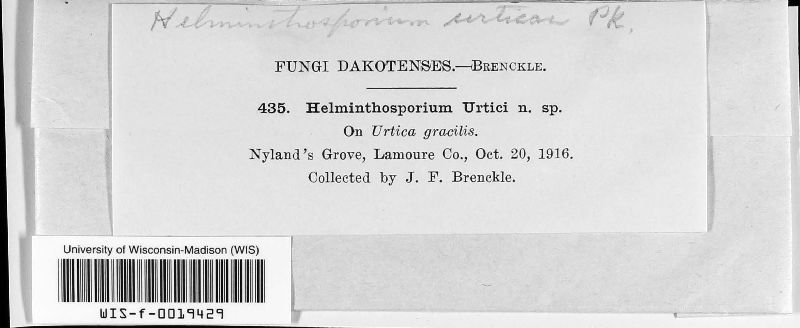 Helminthosporium urticae Pk.
FUNGI DAKOTENSES.—BRENCKLE.
435. Helminthosporium Urtici n. sp.
On Urtica gracilis.
Nyland's Grove, Lamoure Co., Oct. 20, 1916.
Collected by J. F. Brenckle.
University of Wisconsin-Madison (WIS)
WIS-f-0019429